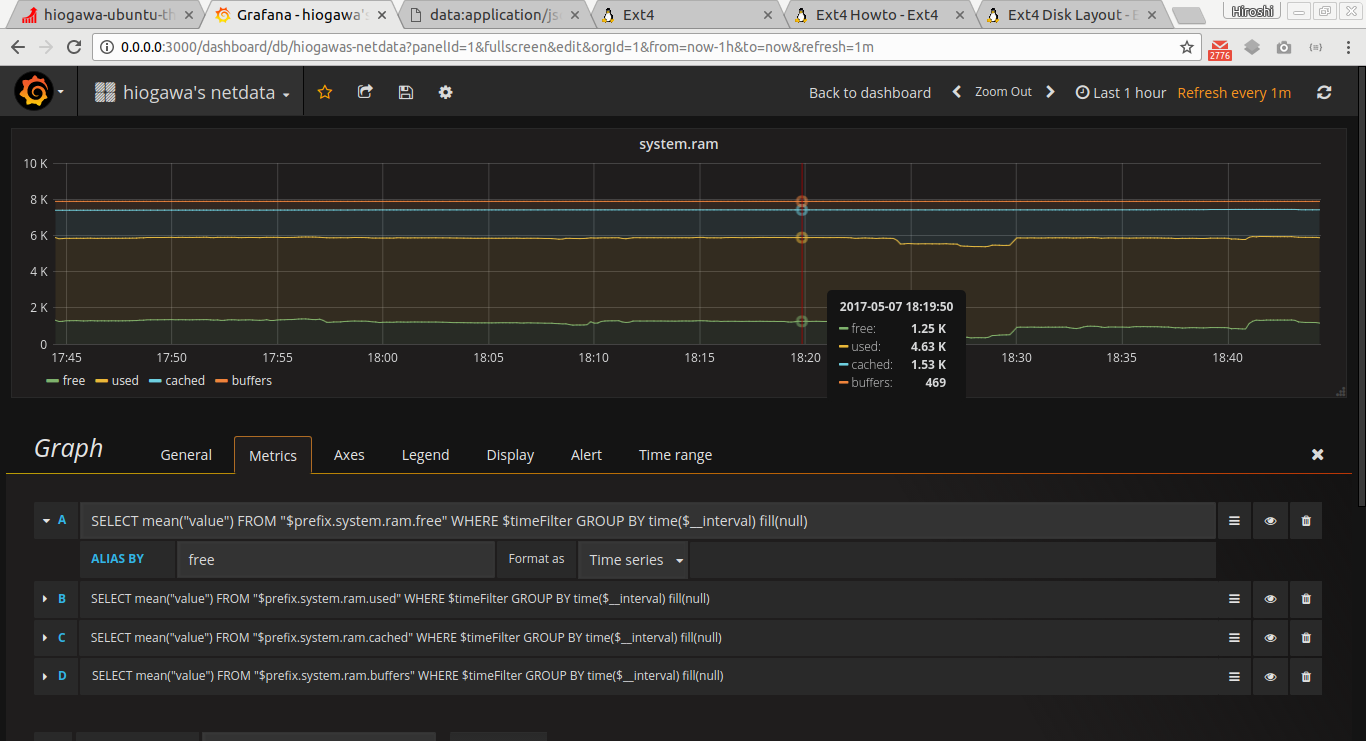 hiogawa-ubuntu-th
Grafana - hiogawa's
data:application/jso
Ext4
Ext4 Howto - Ext4
Ext4 Disk Layout - E
Hiroshi
0.0.0.0:3000/dashboard/db/hiogawas-netdata?panelId=1&fullscreen&edit&orgId=1&from=now-1h&to=now&refresh=1m
2776
hiogawa's netdata
Back to dashboard
Zoom Out
Last 1 hour
Refresh every 1m
system.ram
10 K
8 K
6 K
4 K
2 K
0
17:45 17:50 17:55 18:00 18:05 18:10 18:15 18:20 18:30 18:35 18:40
2017-05-07 18:19:50
free: 1.25 K
used: 4.63 K
cached: 1.53 K
buffers: 469
free used cached buffers
Graph
General Metrics Axes Legend Display Alert Time range
A SELECT mean("value") FROM "$prefix.system.ram.free" WHERE $timeFilter GROUP BY time($__interval) fill(null)
ALIAS BY free Format as Time series
B SELECT mean("value") FROM "$prefix.system.ram.used" WHERE $timeFilter GROUP BY time($__interval) fill(null)
C SELECT mean("value") FROM "$prefix.system.ram.cached" WHERE $timeFilter GROUP BY time($__interval) fill(null)
D SELECT mean("value") FROM "$prefix.system.ram.buffers" WHERE $timeFilter GROUP BY time($__interval) fill(null)